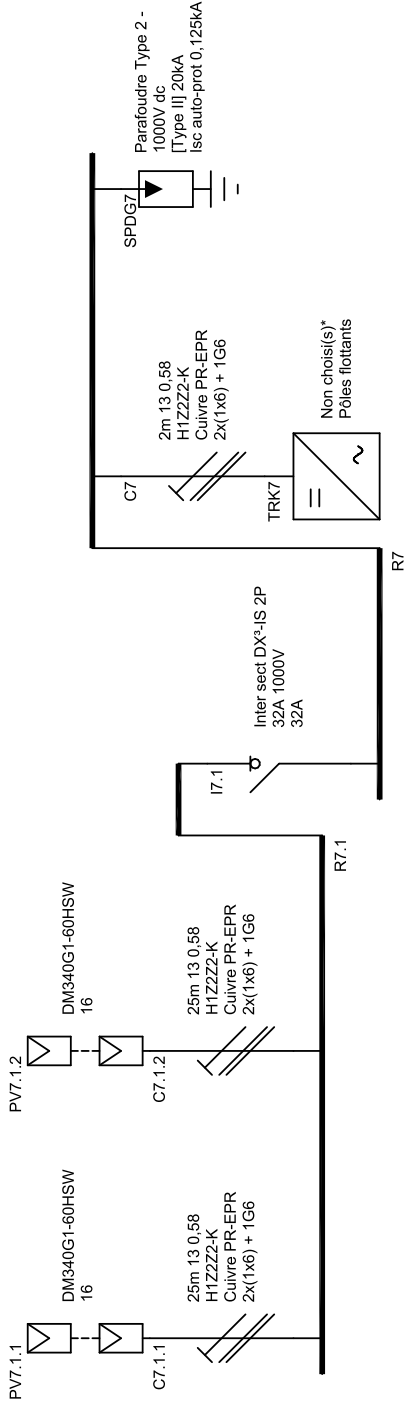 PV7.1.1
DM340G1-60HSW
16
C7.1.1
25m 13 0,58
H1Z2Z2-K
Cuivre PR-EPR
2x(1x6) + 1G6
PV7.1.2
DM340G1-60HSW
16
C7.1.2
25m 13 0,58
H1Z2Z2-K
Cuivre PR-EPR
2x(1x6) + 1G6
R7.1
I7.1
Inter sect DX³-IS 2P
32A 1000V
32A
R7
C7
2m 13 0,58
H1Z2Z2-K
Cuivre PR-EPR
2x(1x6) + 1G6
TRK7
Non choisi(s)*
Pôles flottants
SPDG7
Parafoudre Type 2 -
1000V dc
[Type II] 20kA
Isc auto-prot 0,125kA